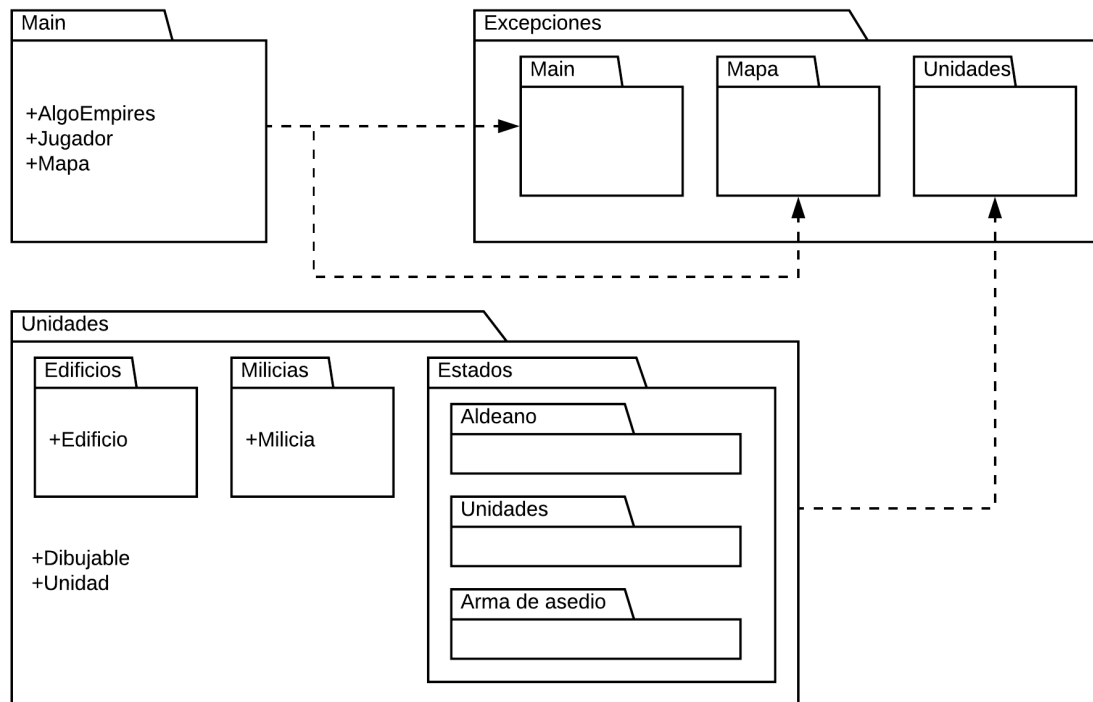 Main
+AlgoEmpires
+Jugador
+Mapa
Excepciones
Main
Mapa
Unidades
Unidades
Edificios
+Edificio
Milicias
+Milicia
Estados
Aldeano
Unidades
Arma de asedio
+Dibujable
+Unidad